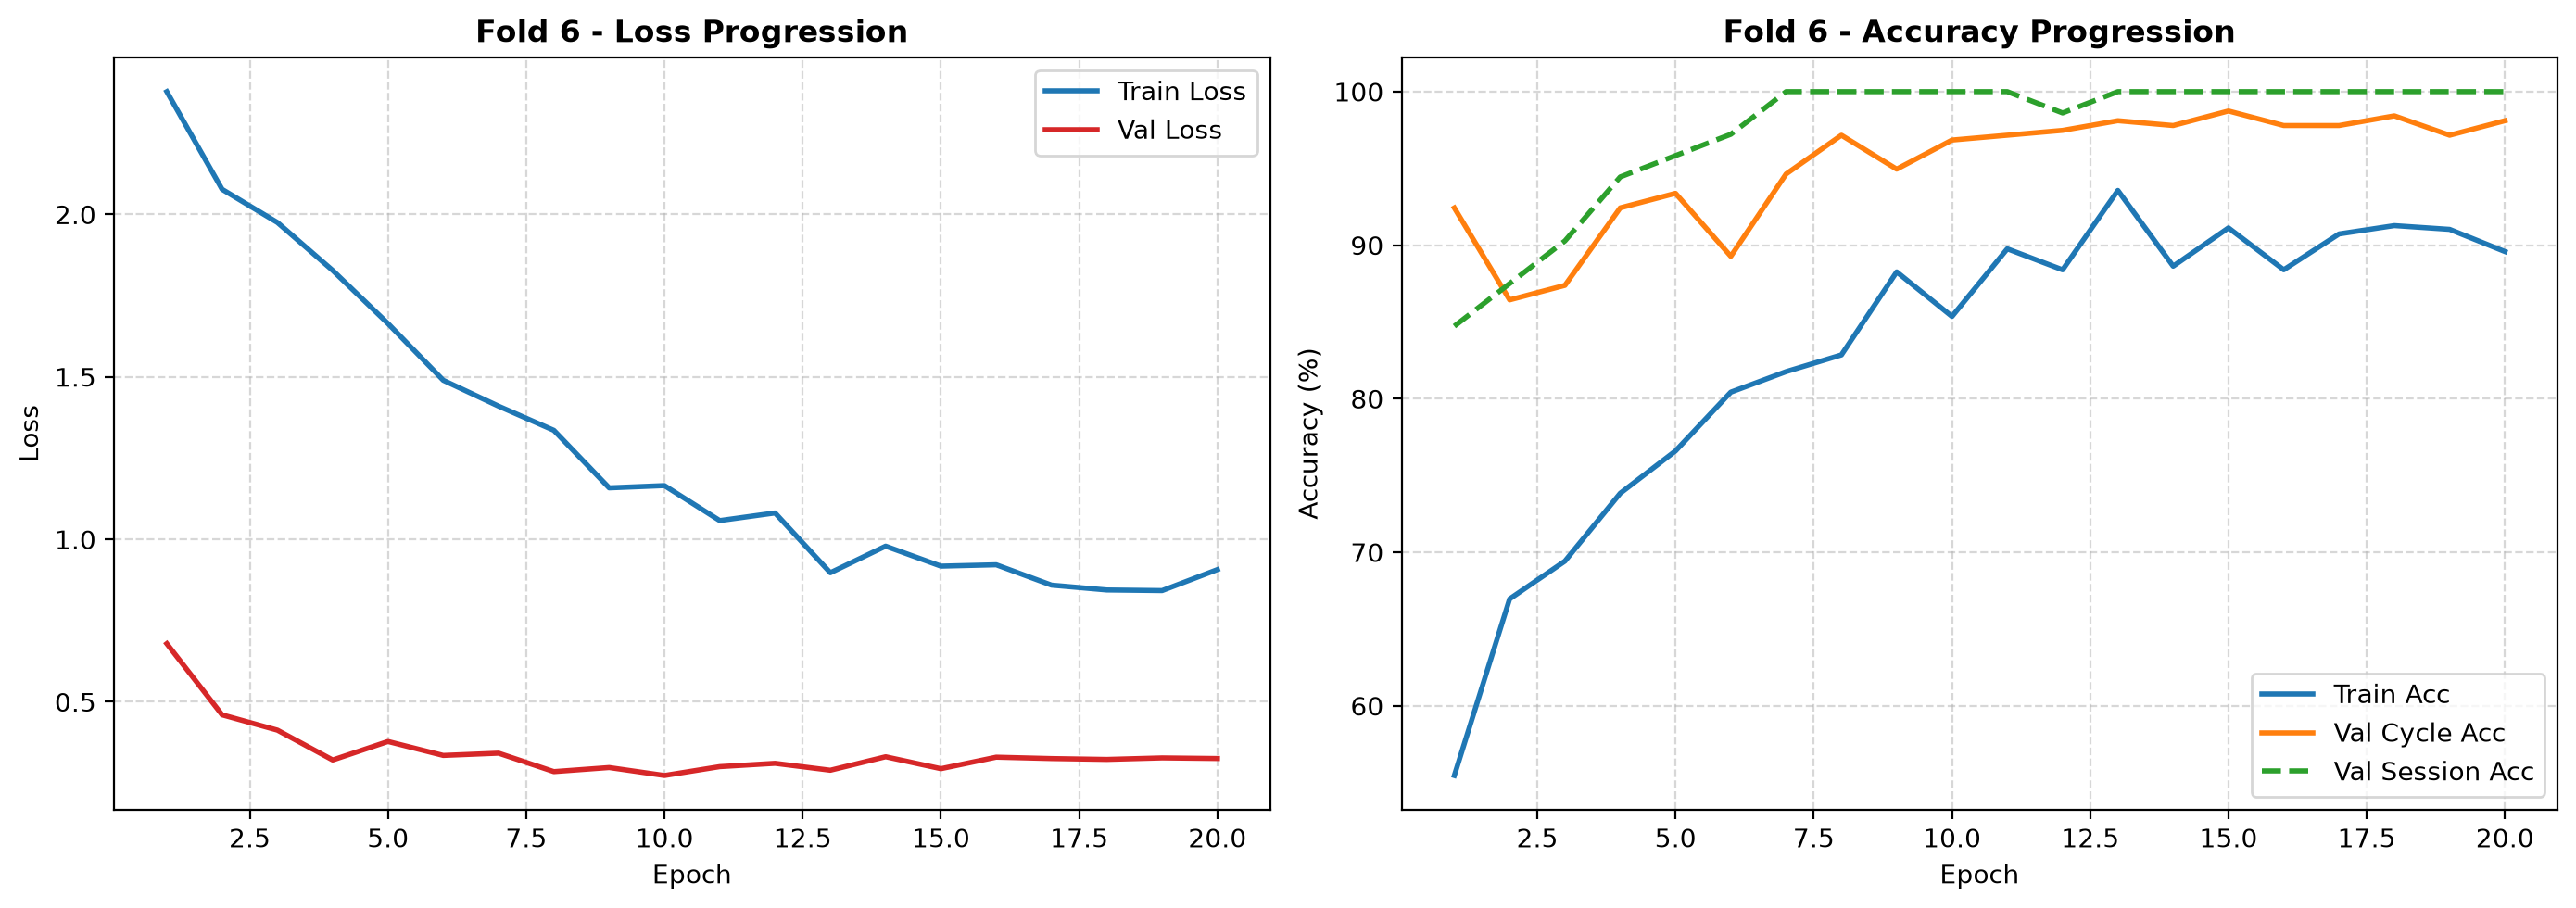 Fold 6 - Loss Progression
Train Loss
Val Loss
2.0
1.5
1.0
0.5
Loss
2.5 5.0 7.5 10.0 12.5 15.0 17.5 20.0
Epoch
Fold 6 - Accuracy Progression
100
90
80
70
60
Accuracy (%)
Train Acc
Val Cycle Acc
Val Session Acc
2.5 5.0 7.5 10.0 12.5 15.0 17.5 20.0
Epoch